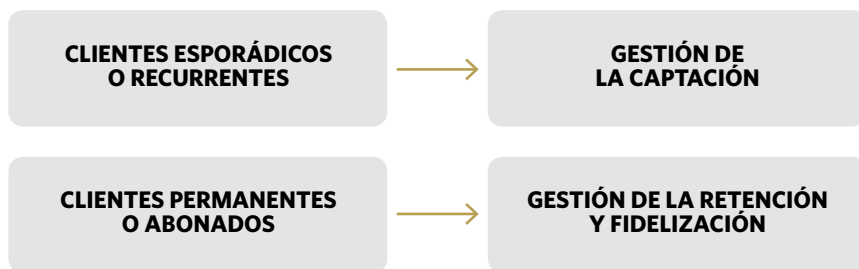 CLIENTES ESPORÁDICOS
O RECURRENTES
GESTIÓN DE
LA CAPTACIÓN
CLIENTES PERMANENTES
O ABONADOS
GESTIÓN DE LA RETENCIÓN
Y FIDELIZACIÓN